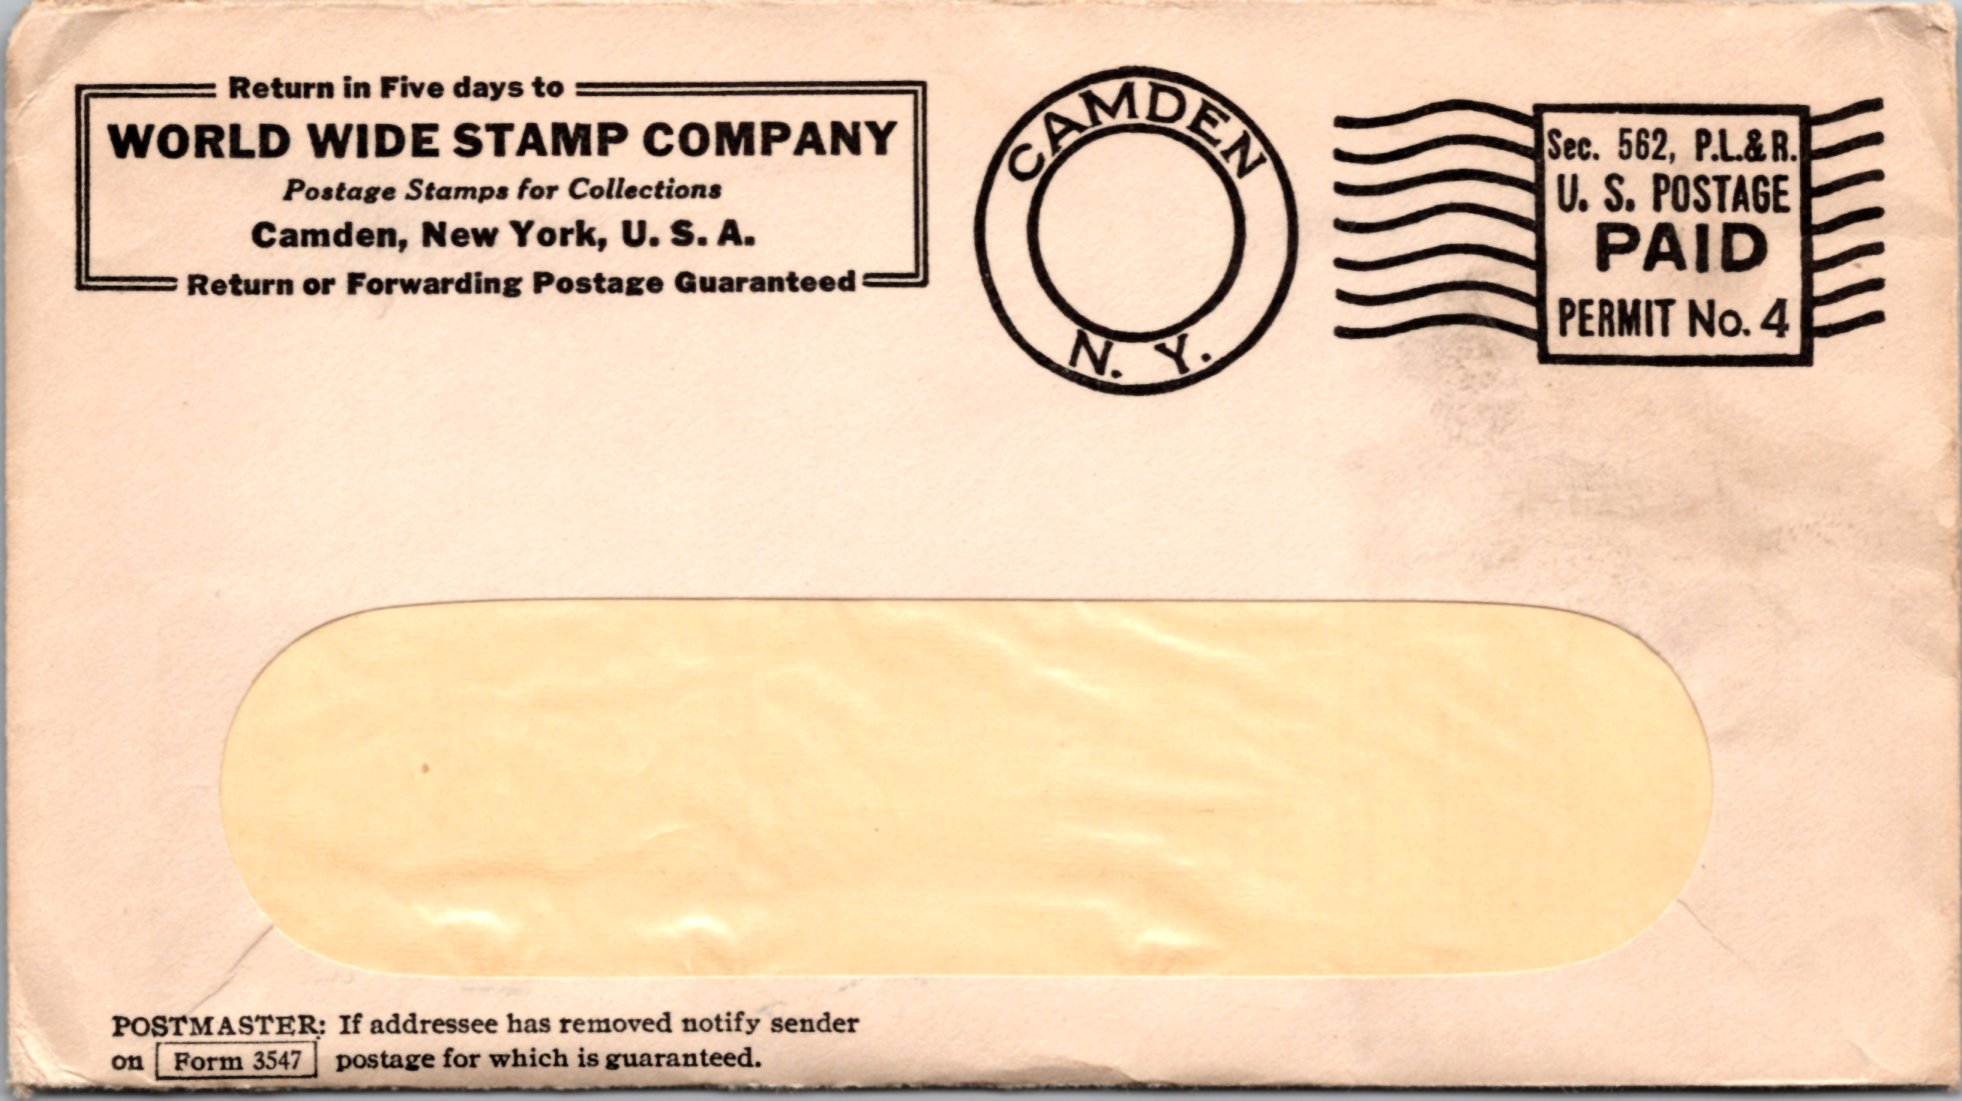 Return in Five days to
WORLD WIDE STAMP COMPANY
Postage Stamps for Collections
Camden, New York, U. S. A.
Return or Forwarding Postage Guaranteed
CAMDEN
N. Y.
Sec. 562, P.L.& R.
U. S. POSTAGE
PAID
PERMIT No. 4
POSTMASTER: If addressee has removed notify sender
on Form 3547 postage for which is guaranteed.